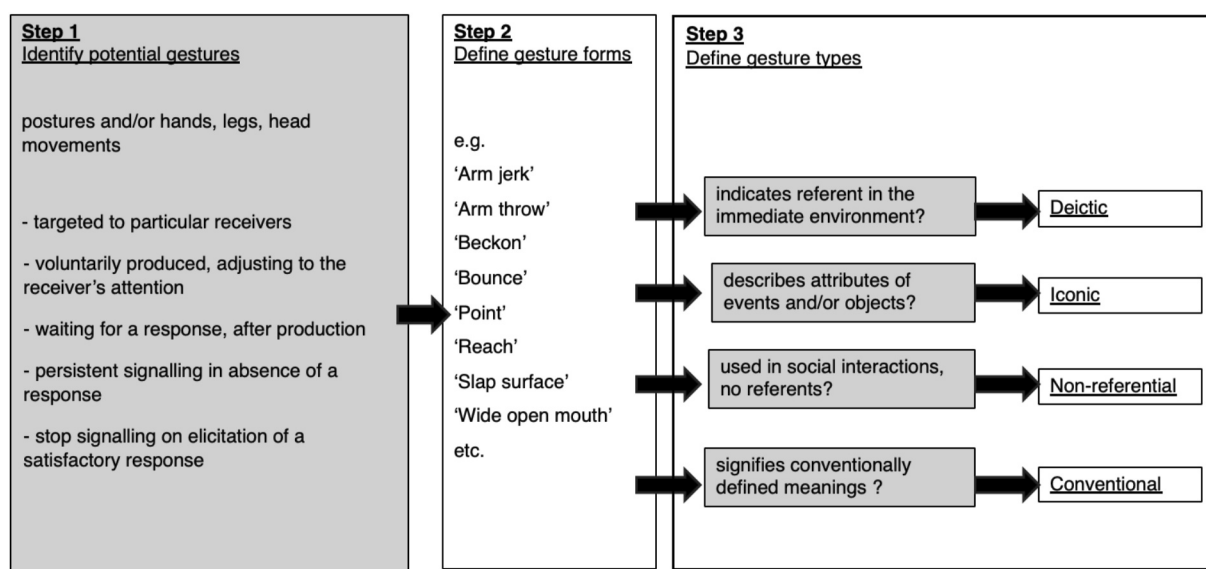 Step 1
Identify potential gestures
postures and/or hands, legs, head
movements
- targeted to particular receivers
- voluntarily produced, adjusting to the
receiver's attention
- waiting for a response, after production
- persistent signalling in absence of a
response
- stop signalling on elicitation of a
satisfactory response
Step 2
Define gesture forms
e.g.
‘Arm jerk’
‘Arm throw’
‘Beckon’
‘Bounce’
‘Point’
‘Reach’
‘Slap surface’
‘Wide open mouth’
etc.
Step 3
Define gesture types
indicates referent in the
immediate environment?
Deictic
describes attributes of
events and/or objects?
Iconic
used in social interactions,
no referents?
Non-referential
signifies conventionally
defined meanings ?
Conventional